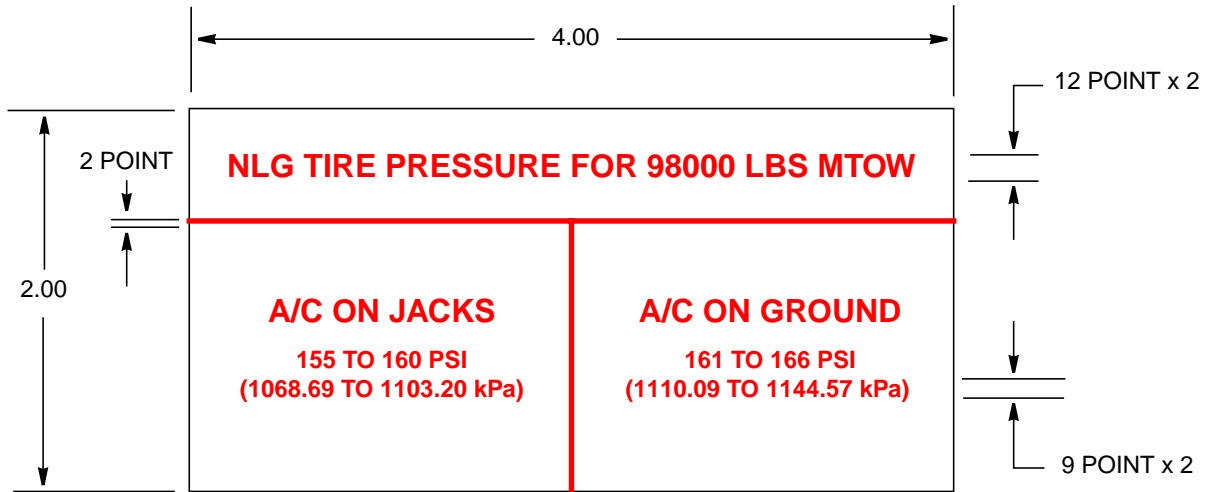 4.00
12 POINT x 2
2 POINT
NLG TIRE PRESSURE FOR 98000 LBS MTOW
2.00
A/C ON JACKS
155 TO 160 PSI
(1068.69 TO 1103.20 kPa)
A/C ON GROUND
161 TO 166 PSI
(1110.09 TO 1144.57 kPa)
9 POINT x 2